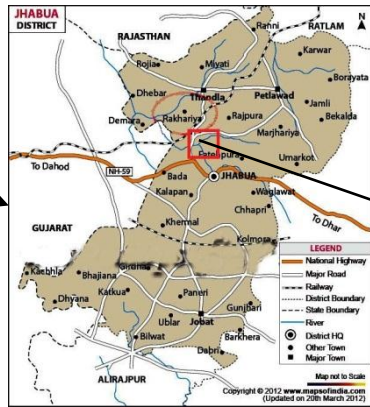 JHABUA
DISTRICT
N
RATLAM
RAJASTHAN
Ranni
Karwar
Rojia
Miyati
Borayata
Thandla
Petlawad
Dhebar
Jamli
Rakhariya
Rajpura
Bekalda
Demara
Marjhariya
Fatehpura
Umarkot
To Dahod
NH-59
Bada
JHABUA
Kalapan
Waglawat
Chhapri
To Dhar
Khermal
GUJARAT
Kolmora
LEGEND
National Highway
Major Road
Railway
District Boundary
State Boundary
River
District HQ
Other Town
Major Town
Bhajiana
Katkua
Paneri
Dhyana
Gunjhari
Ublar
Jobat
Bilwat
Barkhera
Dabri
ALIRAJPUR
Map not to Scale
Copyright © 2012 www.mapsofindia.com
(Updated on 20th March 2012)